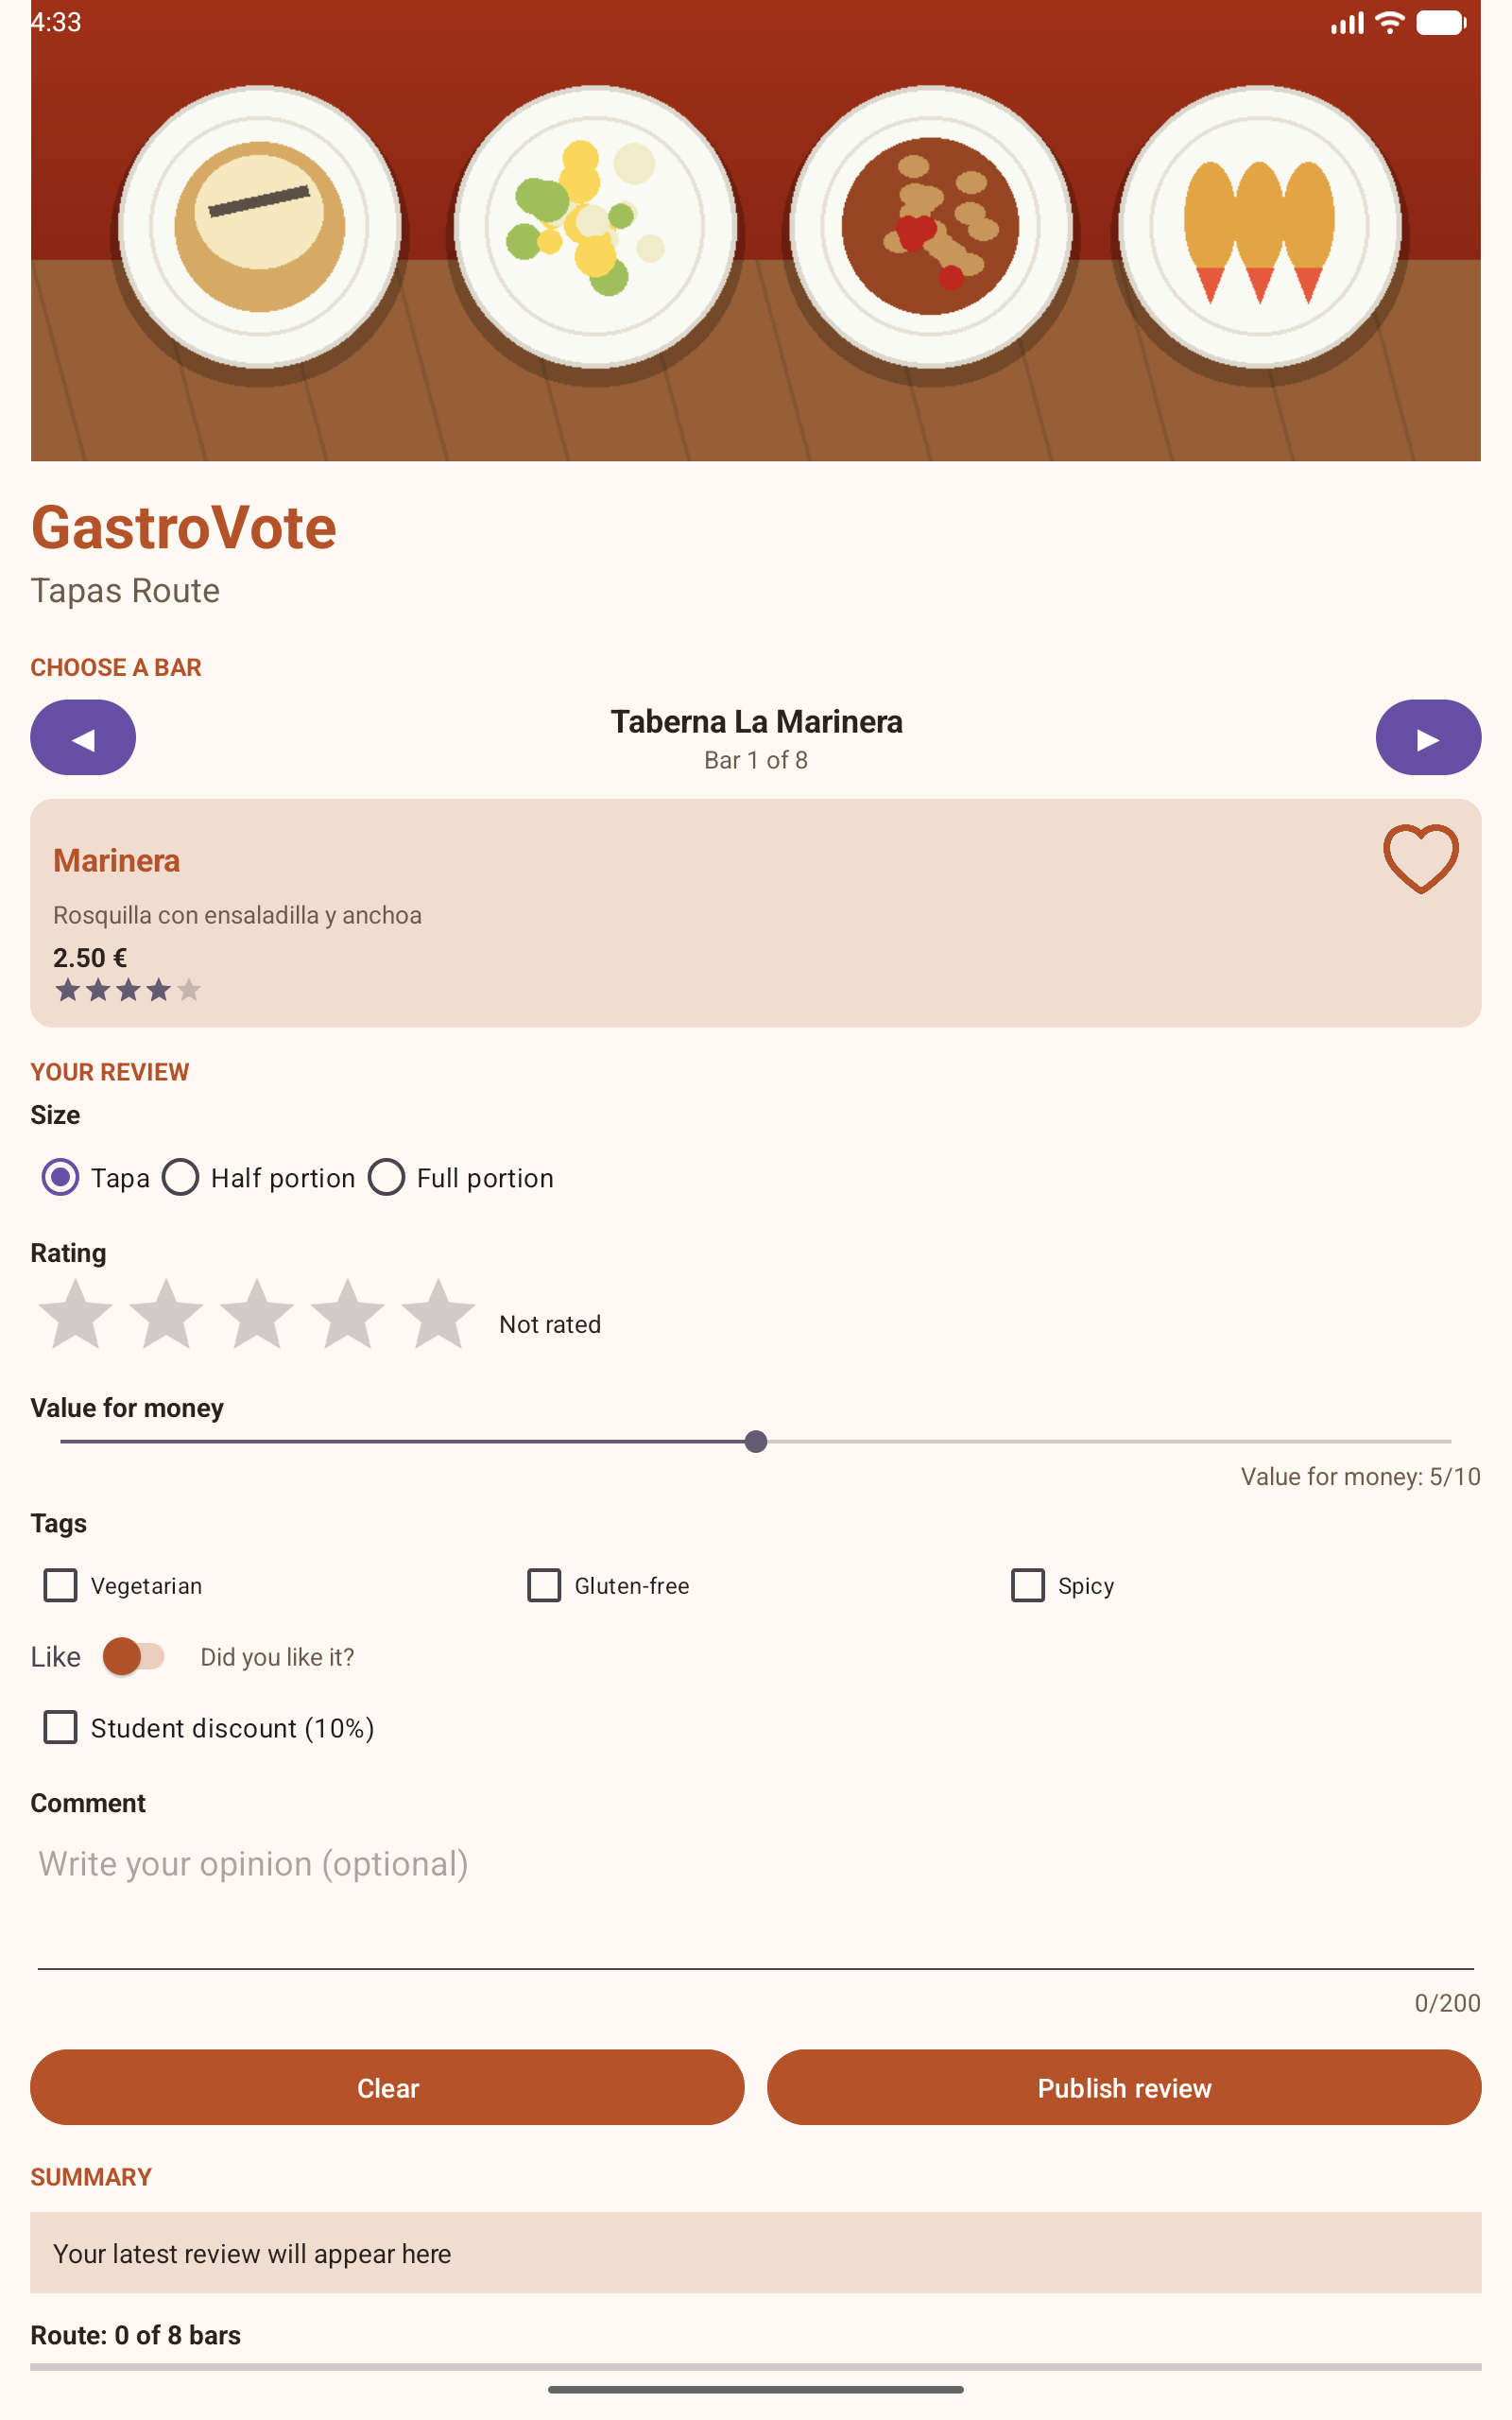 4:33
GastroVote
Tapas Route
CHOOSE A BAR
◀
Taberna La Marinera
▶
Bar 1 of 8
Marinera
Rosquilla con ensaladilla y anchoa
2.50 €
YOUR REVIEW
Size
Tapa Half portion Full portion
Rating
Not rated
Value for money
Value for money: 5/10
Tags
Vegetarian Gluten-free Spicy
Like Did you like it?
Student discount (10%)
Comment
Write your opinion (optional)
0/200
Clear Publish review
SUMMARY
Your latest review will appear here
Route: 0 of 8 bars